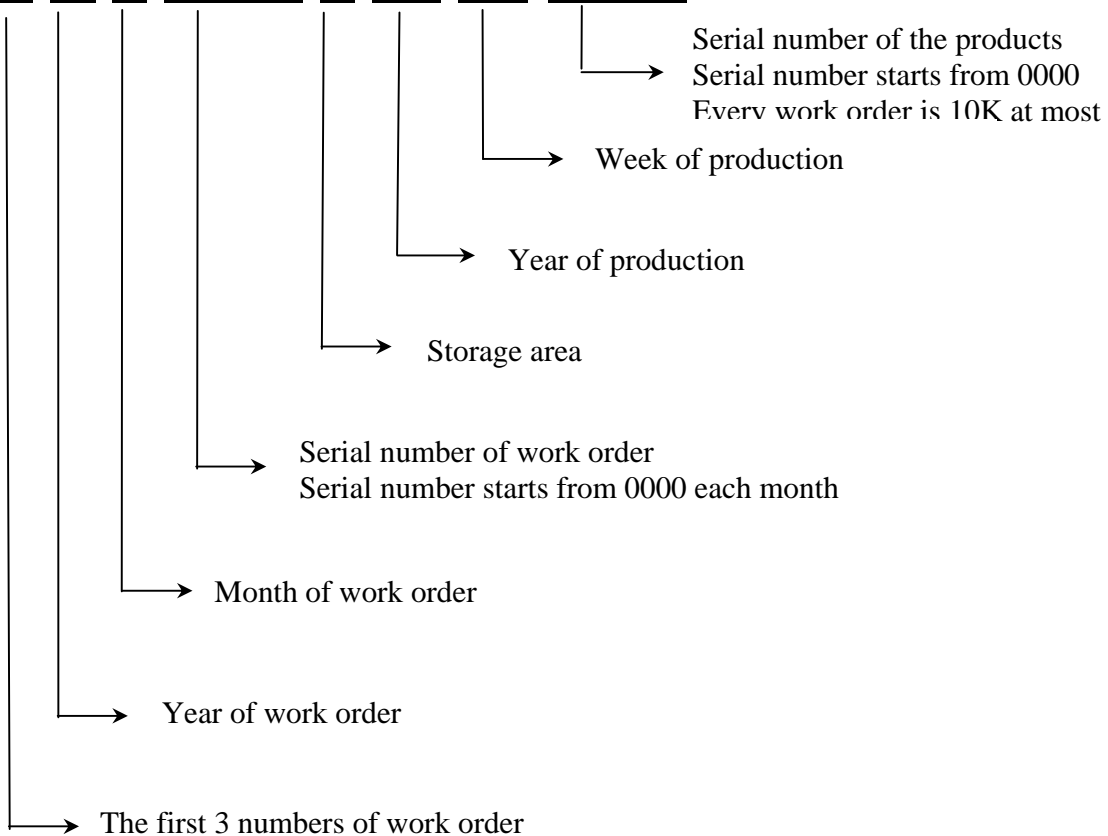 Serial number of the products
Serial number starts from 0000
Every work order is 10K at most
Week of production
Year of production
Storage area
Serial number of work order
Serial number starts from 0000 each month
Month of work order
Year of work order
The first 3 numbers of work order